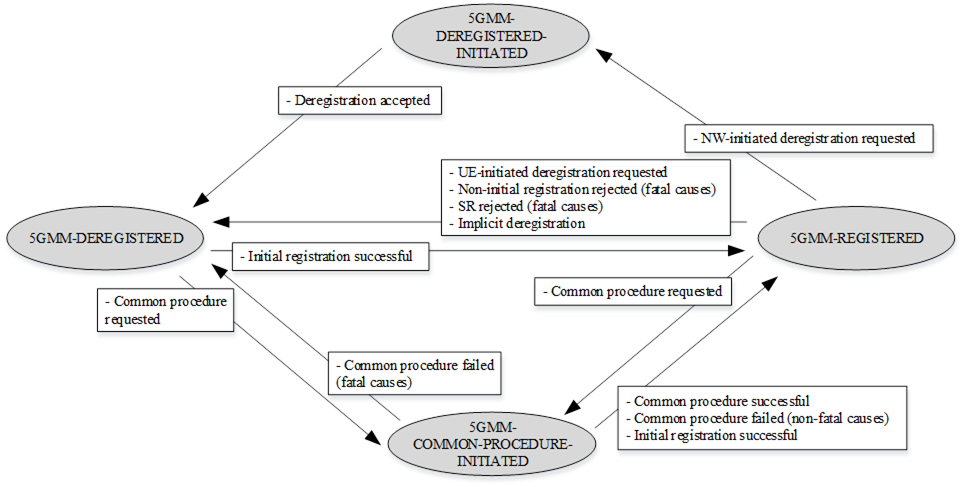 5GMM-
DEREGISTERED-
INITIATED
- Deregistration accepted
- NW-initiated deregistration requested
- UE-initiated deregistration requested
- Non-initial registration rejected (fatal causes)
- SR rejected (fatal causes)
- Implicit deregistration
5GMM-DEREGISTERED
5GMM-REGISTERED
- Initial registration successful
- Common procedure
requested
- Common procedure requested
- Common procedure failed
(fatal causes)
- Common procedure successful
- Common procedure failed (non-fatal causes)
- Initial registration successful
5GMM-
COMMON-PROCEDURE-
INITIATED